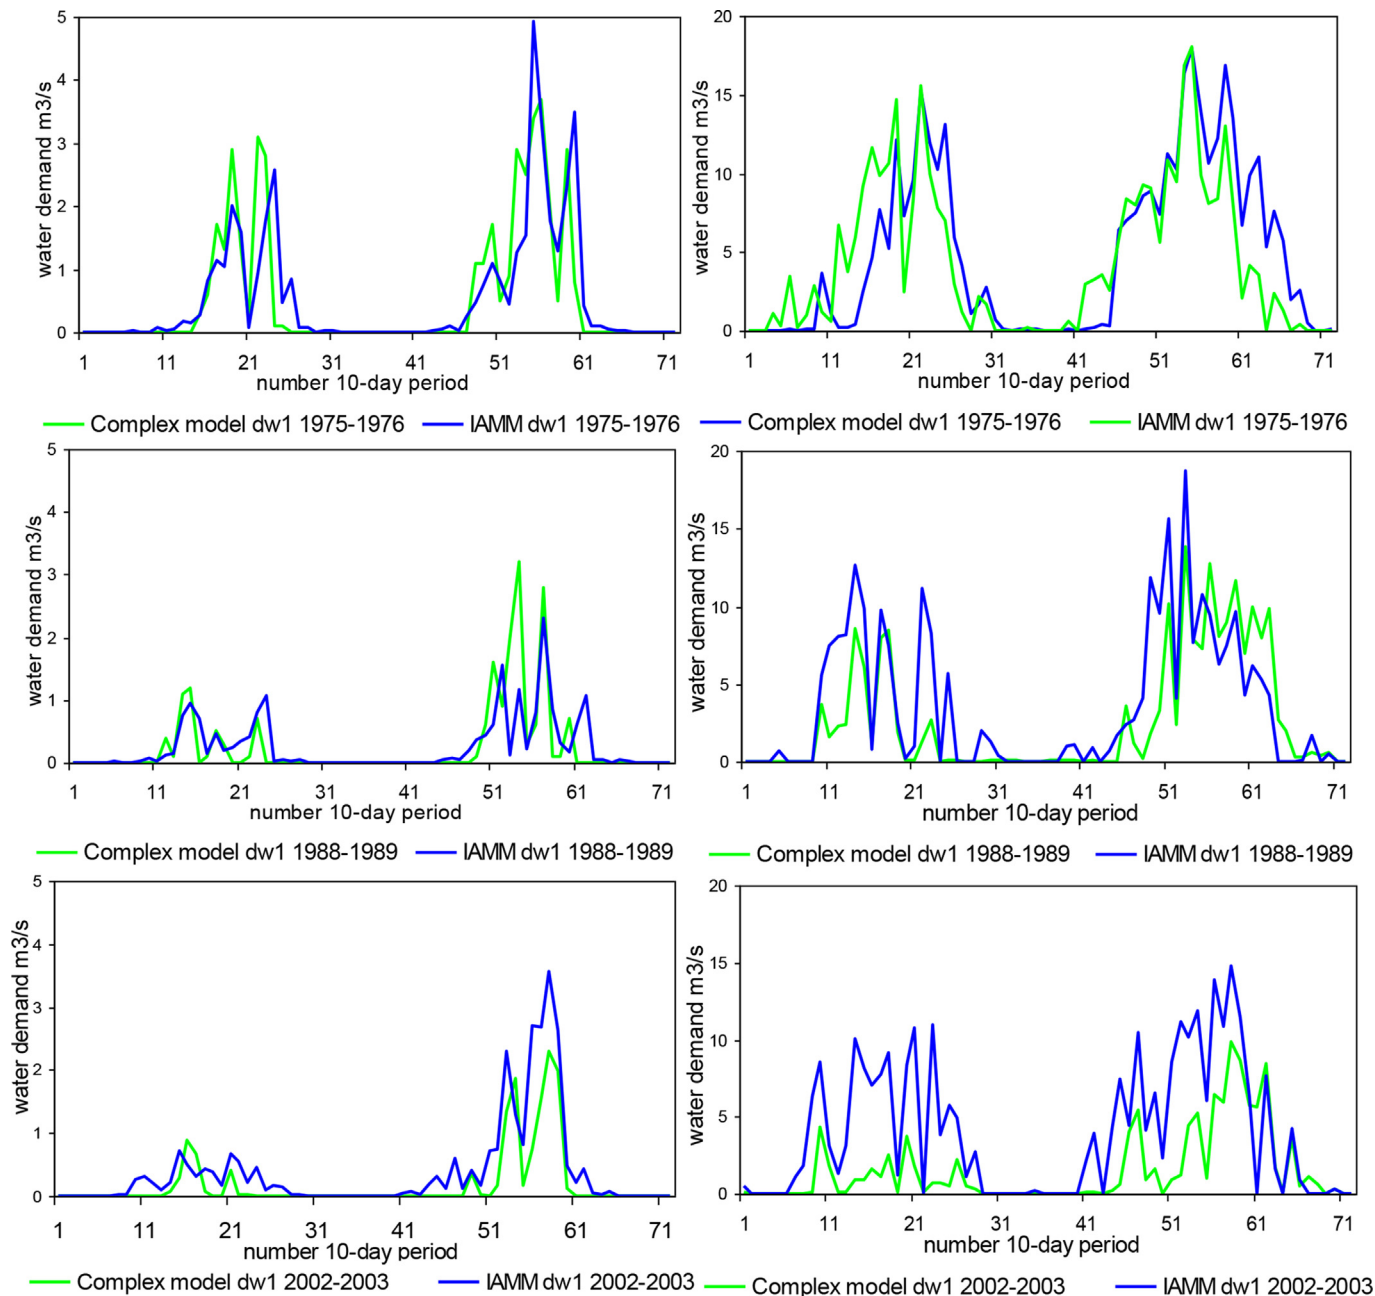 5
4
3
2
1
0
water demand m3/s
1 11 21 31 41 51 61 71
number 10-day period
Complex model dw1 1975-1976 IAMM dw1 1975-1976
20
15
10
5
0
water demand m3/s
1 11 21 31 41 51 61 71
number 10-day period
Complex model dw1 1975-1976 IAMM dw1 1975-1976
5
4
3
2
1
0
water demand m3/s
1 11 21 31 41 51 61 71
number 10-day period
Complex model dw1 1988-1989 IAMM dw1 1988-1989
20
15
10
5
0
water demand m3/s
1 11 21 31 41 51 61 71
number 10-day period
Complex model dw1 1988-1989 IAMM dw1 1988-1989
5
4
3
2
1
0
water demand m3/s
1 11 21 31 41 51 61 71
number 10-day period
Complex model dw1 2002-2003 IAMM dw1 2002-2003
20
15
10
5
0
water demand m3/s
1 11 21 31 41 51 61 71
number 10-day period
Complex model dw1 2002-2003 IAMM dw1 2002-2003